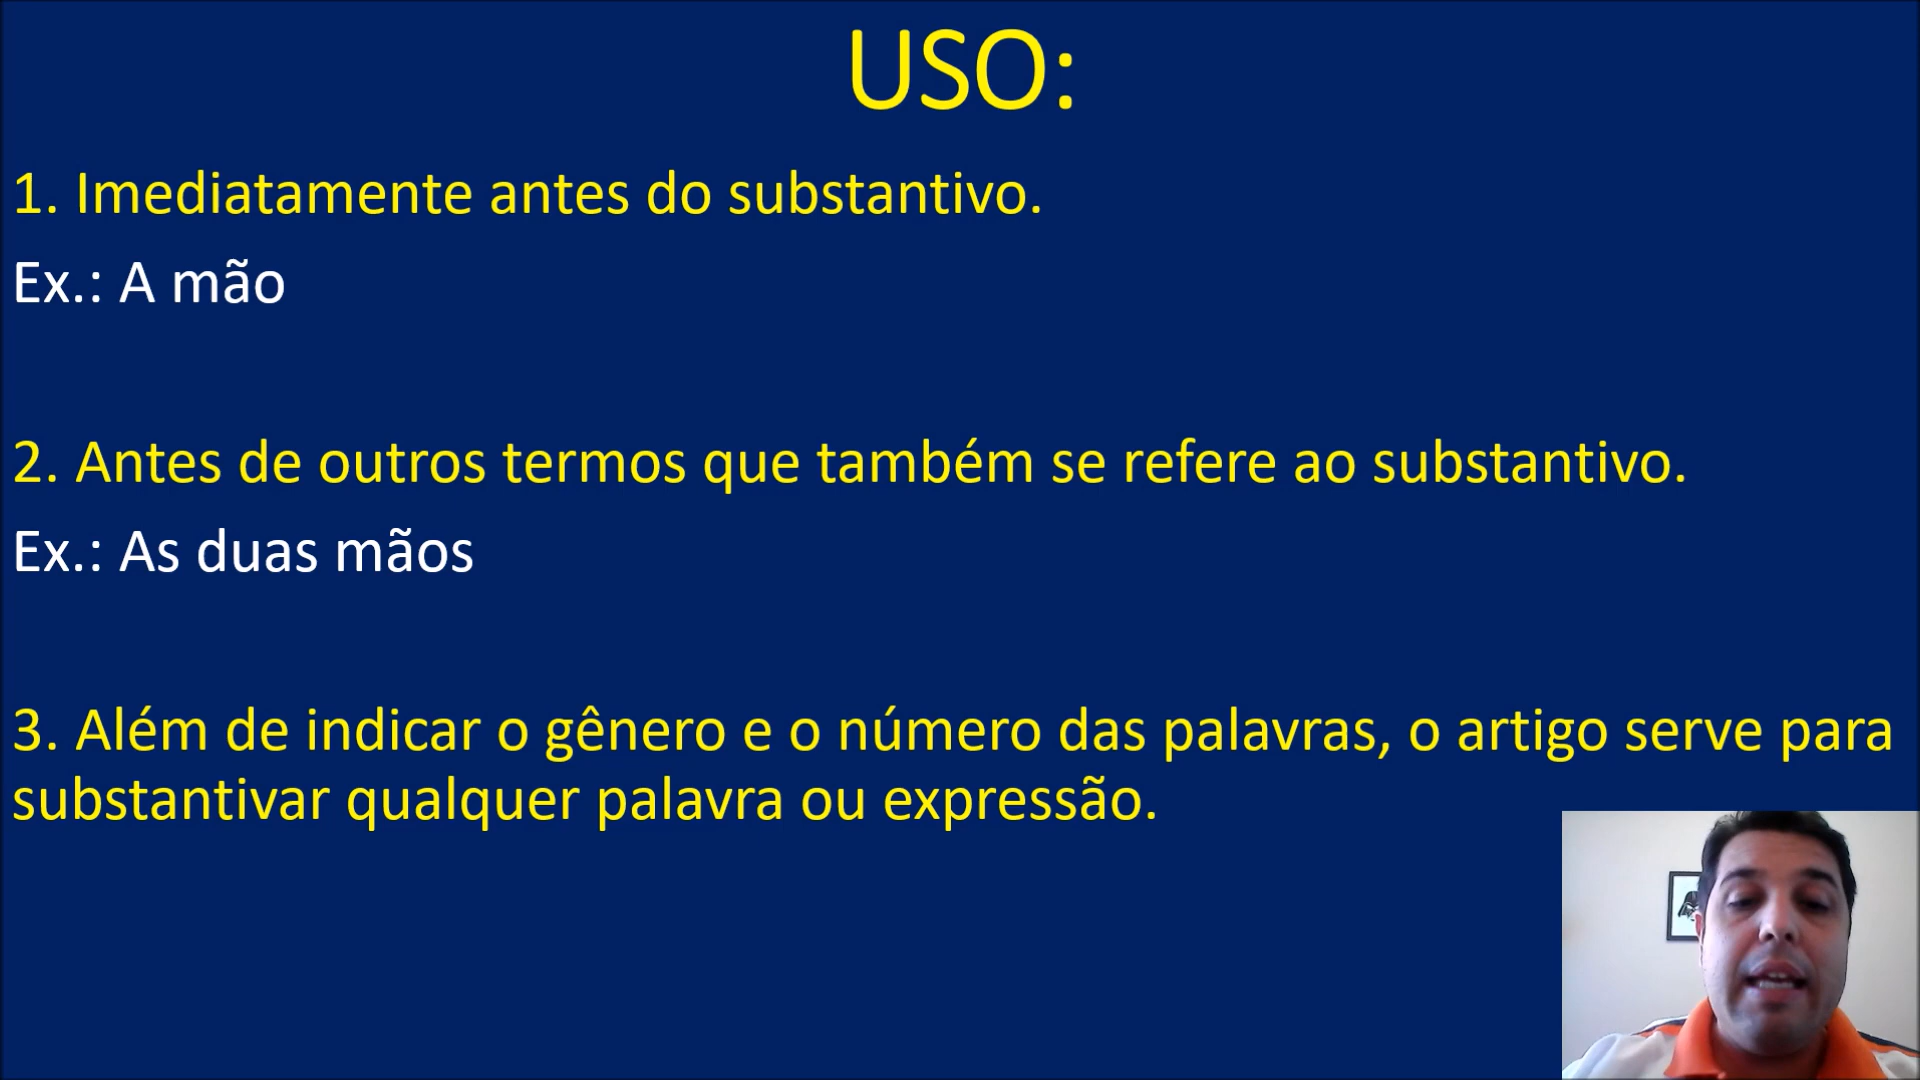 USO:
1. Imediatamente antes do substantivo.
Ex.: A mão
2. Antes de outros termos que também se refere ao substantivo.
Ex.: As duas mãos
3. Além de indicar o gênero e o número das palavras, o artigo serve para
substantivar qualquer palavra ou expressão.